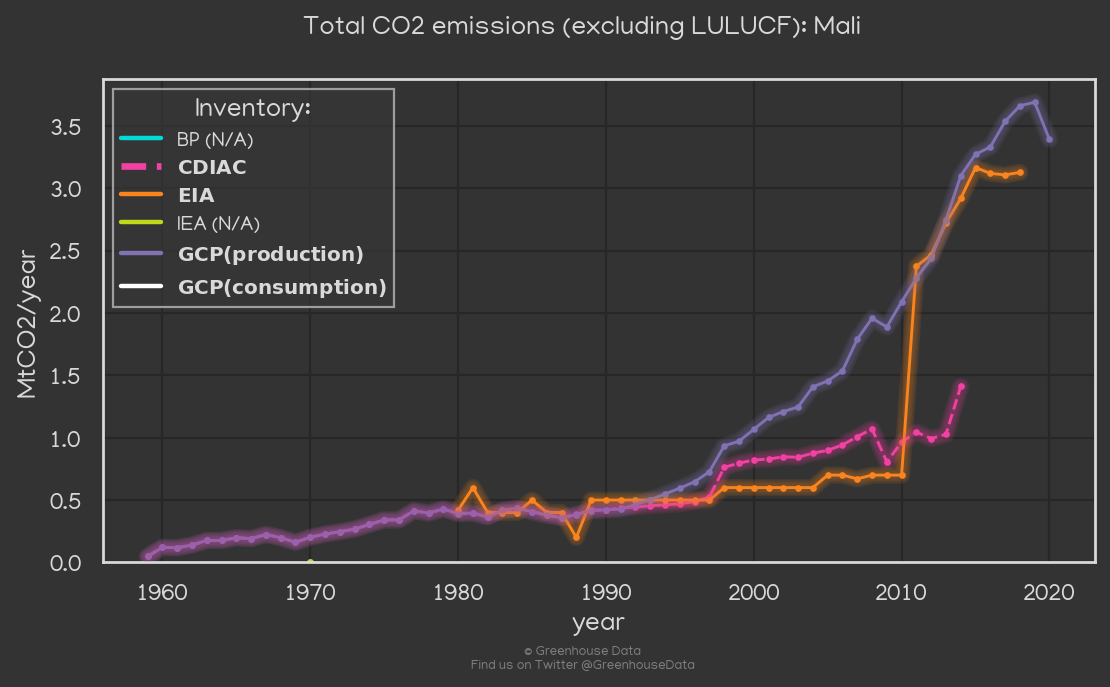 Total CO2 emissions (excluding LULUCF): Mali
Inventory:
BP (N/A)
CDIAC
EIA
IEA (N/A)
GCP(production)
GCP(consumption)
MtCO2/year
3.5
3.0
2.5
2.0
1.5
1.0
0.5
0.0
1960 1970 1980 1990 2000 2010 2020
year
© Greenhouse Data
Find us on Twitter @GreenhouseData